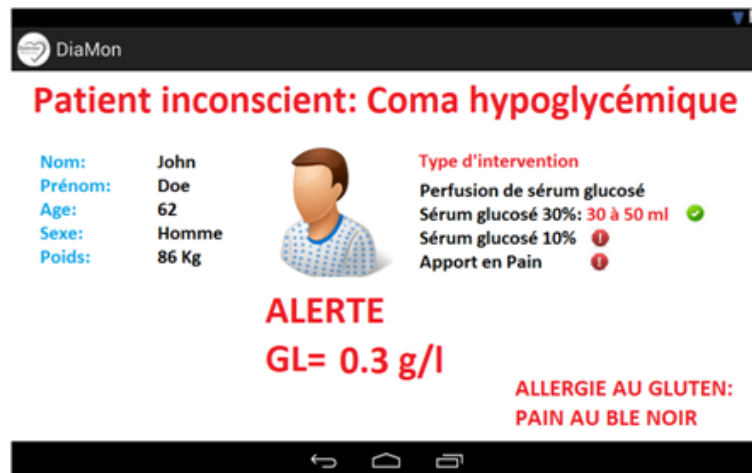 DiaMon
Patient inconscient: Coma hypoglycémique
Nom: John
Prénom: Doe
Age: 62
Sexe: Homme
Poids: 86 Kg
Type d'intervention
Perfusion de sérum glucosé
Sérum glucosé 30%: 30 à 50 ml
Sérum glucosé 10%
Apport en Pain
ALERTE
GL= 0.3 g/l
ALLERGIE AU GLUTEN:
PAIN AU BLE NOIR